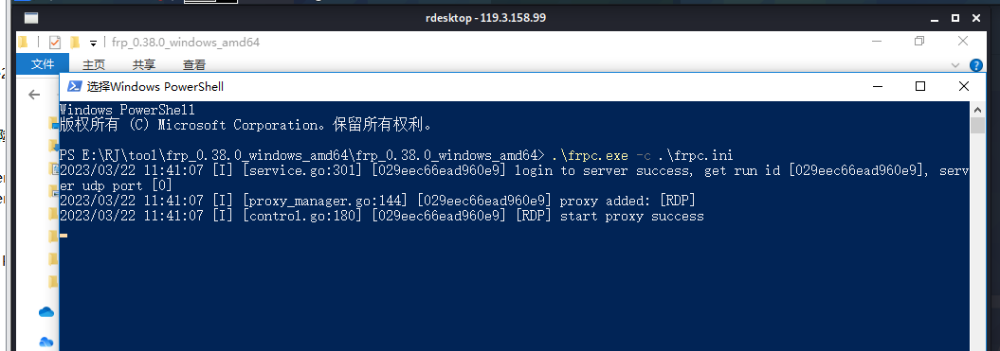 rdesktop - 119.3.158.99
frp_0.38.0_windows_amd64
文件 主页 共享 查看
选择Windows PowerShell
Windows PowerShell
版权所有 (C) Microsoft Corporation。保留所有权利。
PS E:\RJ\tool\frp_0.38.0_windows_amd64\frp_0.38.0_windows_amd64> .\frpc.exe -c .\frpc.ini
2023/03/22 11:41:07 [I] [service.go:301] [029eec66ead960e9] login to server success, get run id [029eec66ead960e9], serv
er udp port [0]
2023/03/22 11:41:07 [I] [proxy_manager.go:144] [029eec66ead960e9] proxy added: [RDP]
2023/03/22 11:41:07 [I] [control.go:180] [029eec66ead960e9] [RDP] start proxy success